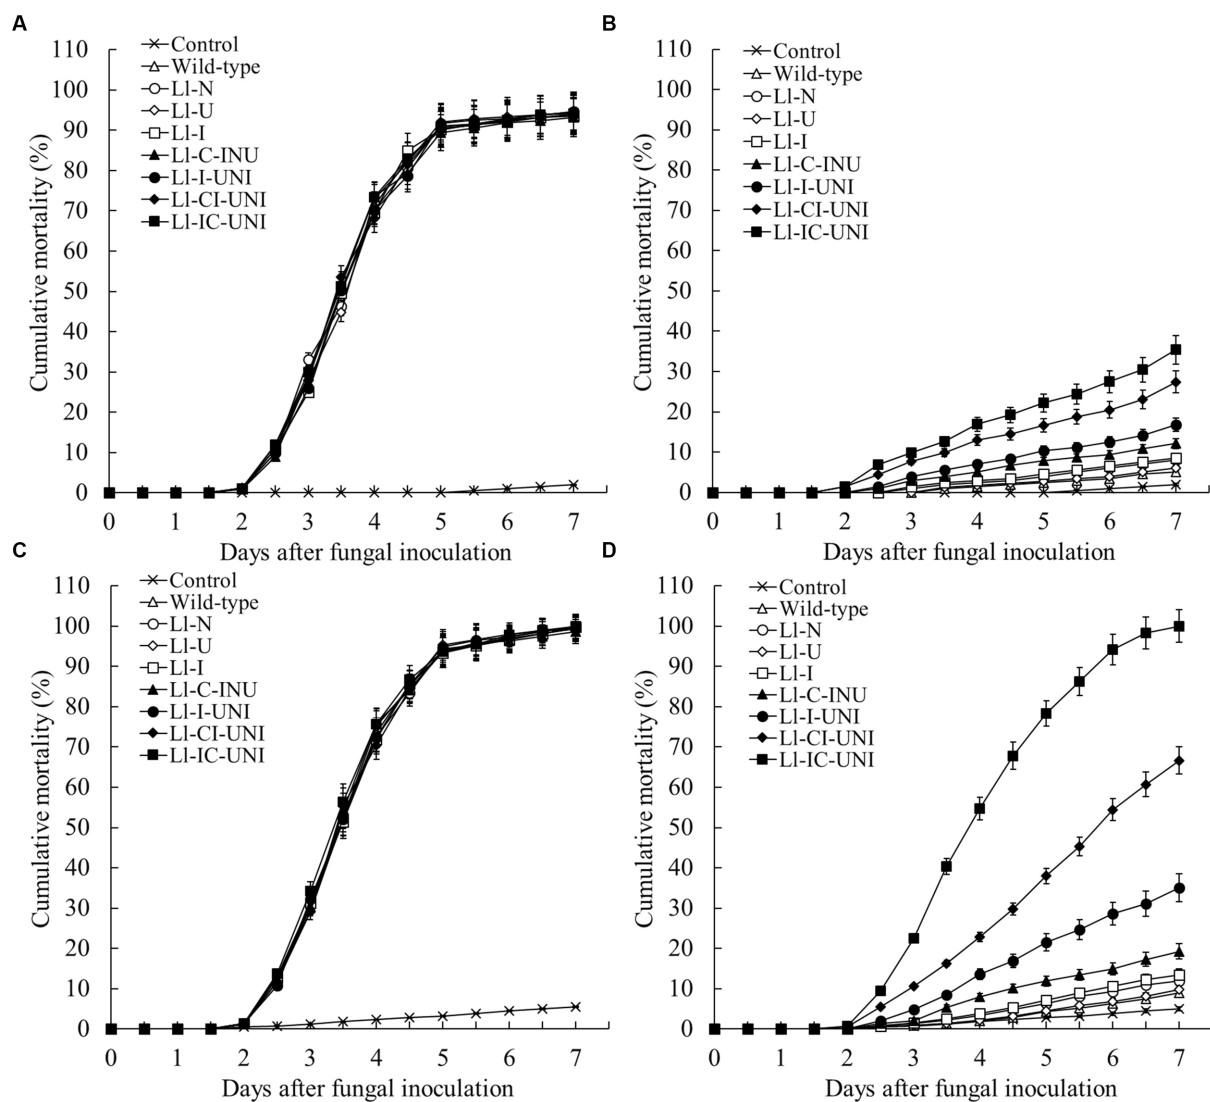 A
Cumulative mortality (%)
110
100
90
80
70
60
50
40
30
20
10
0
Control
Wild-type
Ll-N
Ll-U
Ll-I
Ll-C-INU
Ll-I-UNI
Ll-CI-UNI
Ll-IC-UNI
0 1 2 3 4 5 6 7
Days after fungal inoculation
B
Cumulative mortality (%)
110
100
90
80
70
60
50
40
30
20
10
0
Control
Wild-type
Ll-N
Ll-U
Ll-I
Ll-C-INU
Ll-I-UNI
Ll-CI-UNI
Ll-IC-UNI
0 1 2 3 4 5 6 7
Days after fungal inoculation
C
Cumulative mortality (%)
110
100
90
80
70
60
50
40
30
20
10
0
Control
Wild-type
Ll-N
Ll-U
Ll-I
Ll-C-INU
Ll-I-UNI
Ll-CI-UNI
Ll-IC-UNI
0 1 2 3 4 5 6 7
Days after fungal inoculation
D
Cumulative mortality (%)
110
100
90
80
70
60
50
40
30
20
10
0
Control
Wild-type
Ll-N
Ll-U
Ll-I
Ll-C-INU
Ll-I-UNI
Ll-CI-UNI
Ll-IC-UNI
0 1 2 3 4 5 6 7
Days after fungal inoculation